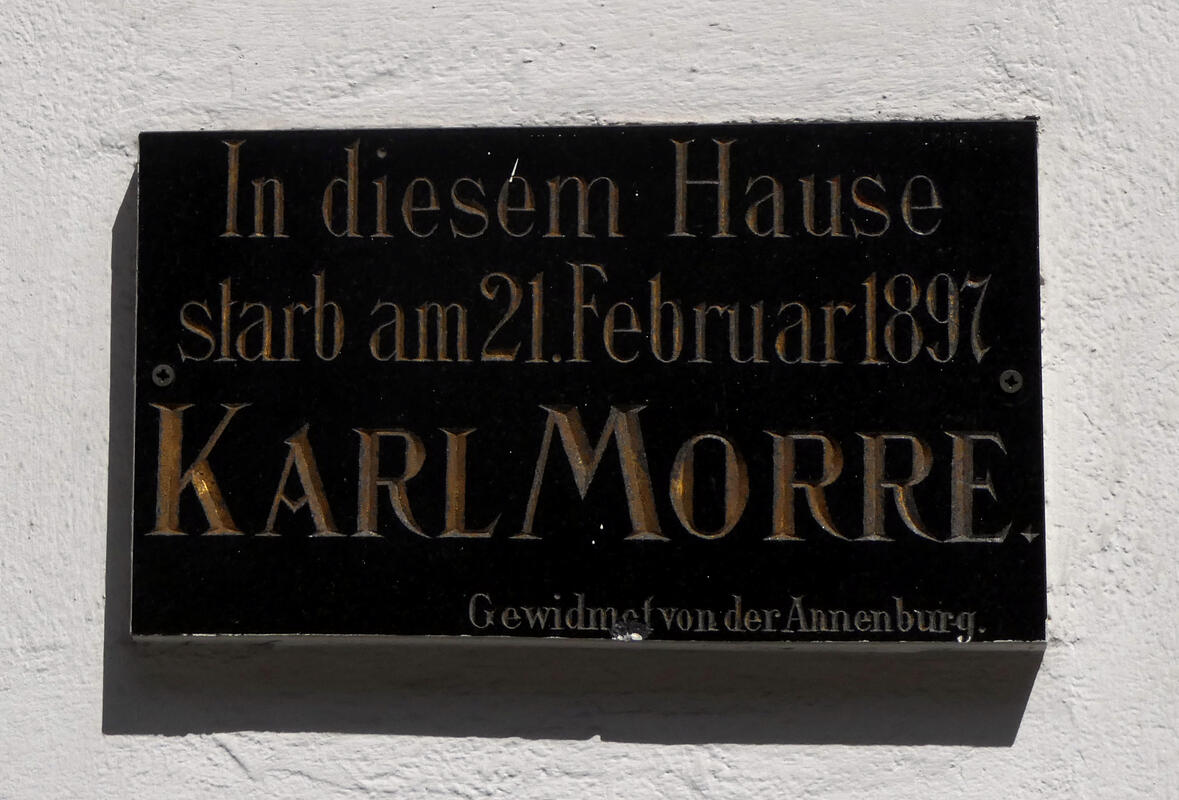 In diesem Hause
starb am 21. Februar 1897
KARL MORRE.
Gewidmet von der Annenburg.